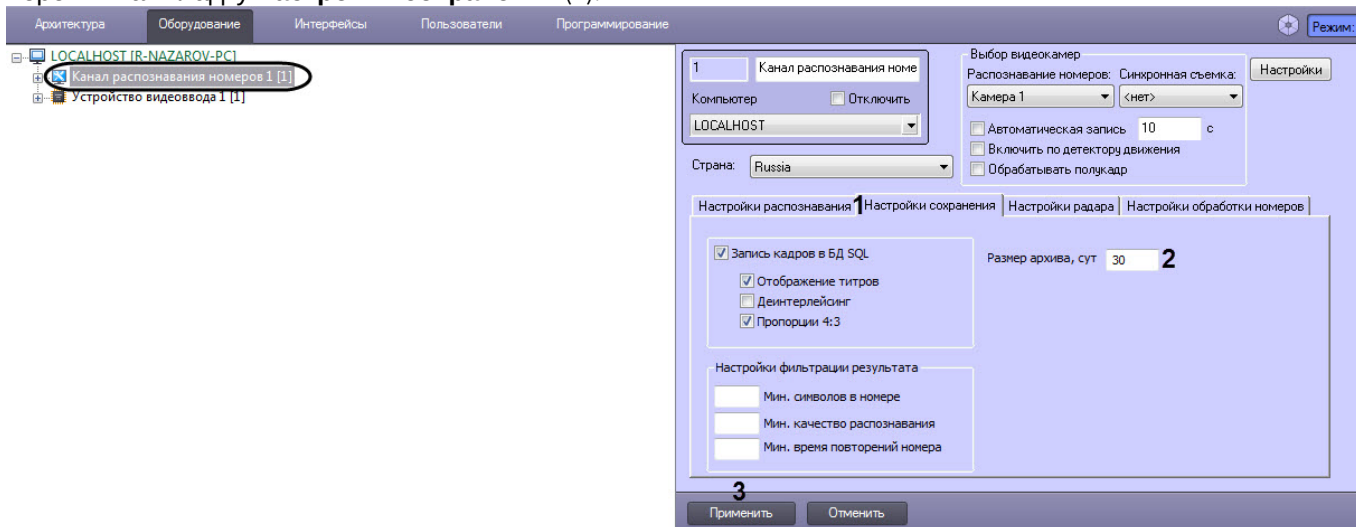 Архитектура Оборудование Интерфейсы Пользователи Программирование Режим:
LOCALHOST [R-NAZAROV-PC]
Канал распознавания номеров 1 [1]
Устройство видеоввода 1 [1]
1 Канал распознавания номе
Компьютер Отключить
LOCALHOST
Страна: Russia
Выбор видеокамер
Распознавание номеров: Синхронная съемка:
Камера 1 <нет>
Настройки
Автоматическая запись 10 с
Включить по детектору движения
Обрабатывать полукадр
Настройки распознавания 1 Настройки сохранения Настройки радара Настройки обработки номеров
Запись кадров в БД SQL
Отображение титров
Деинтерлейсинг
Пропорции 4:3
Размер архива, сут 30 2
Настройки фильтрации результата
Мин. символов в номере
Мин. качество распознавания
Мин. время повторений номера
3
Применить Отменить